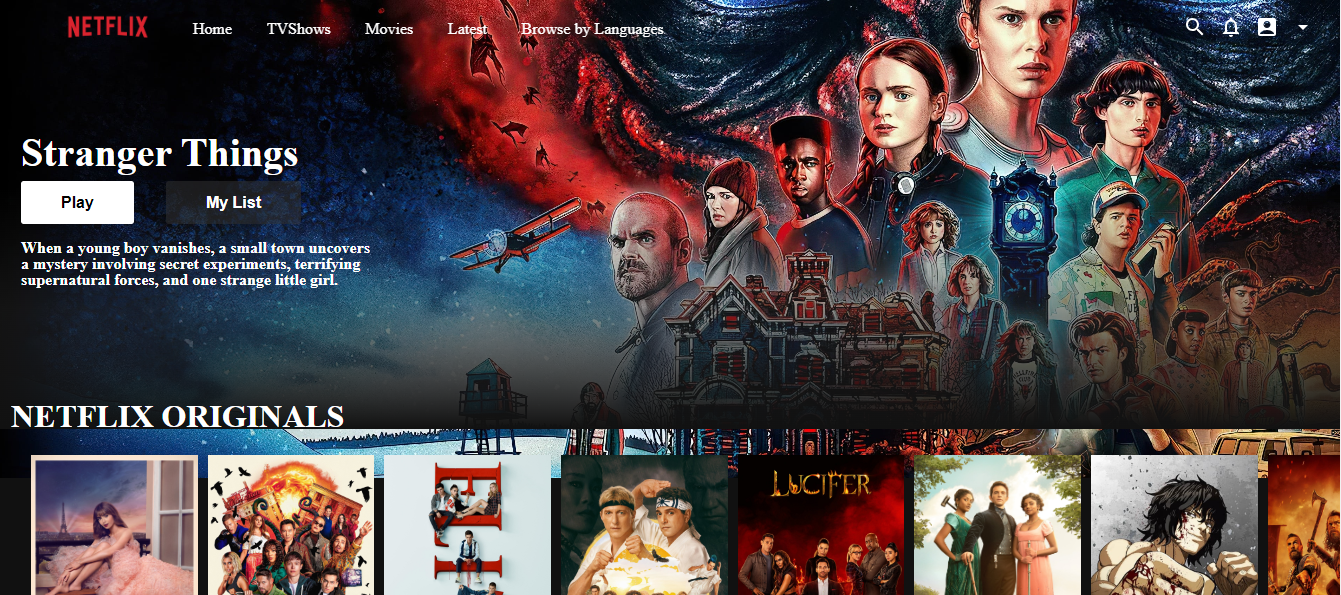 NETFLIX Home TVShows Movies Latest Browse by Languages
Stranger Things
Play My List
When a young boy vanishes, a small town uncovers
a mystery involving secret experiments, terrifying
supernatural forces, and one strange little girl.
NETFLIX ORIGINALS
LUCIFER